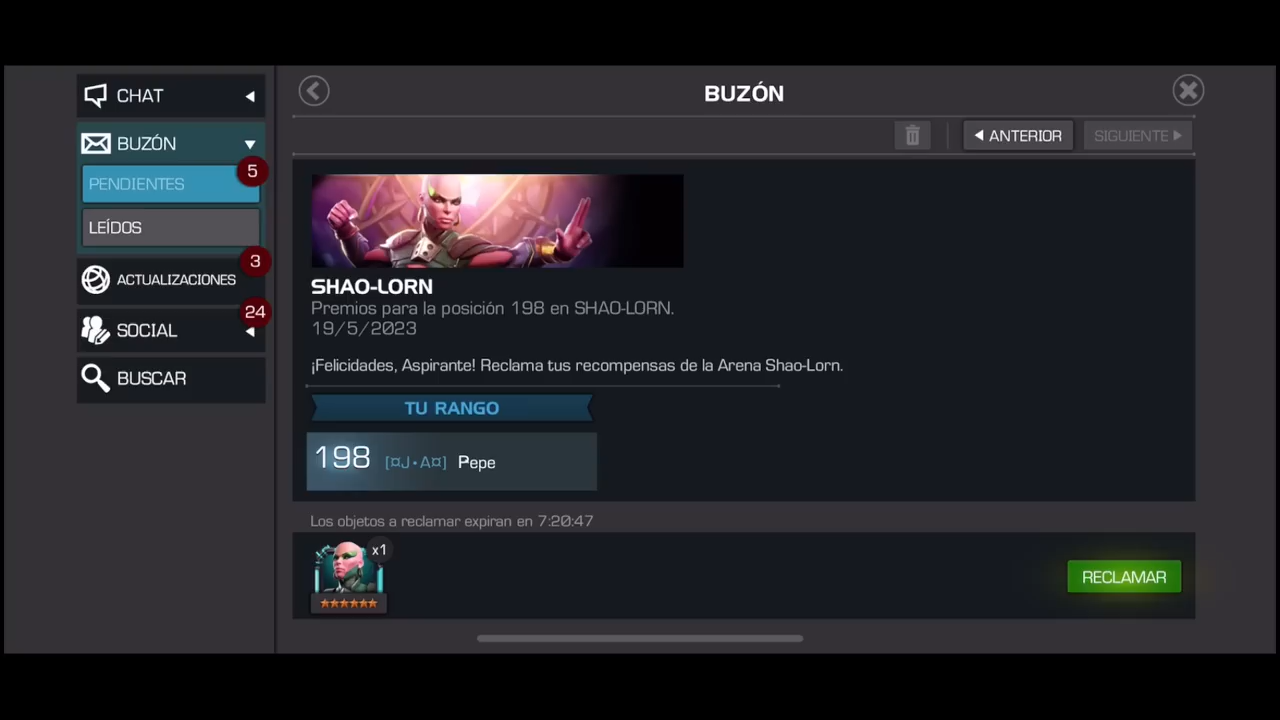 CHAT
BUZÓN
PENDIENTES
5
LEÍDOS
ACTUALIZACIONES
3
SOCIAL
24
BUSCAR
BUZÓN
ANTERIOR
SIGUIENTE
SHAO-LORN
Premios para la posición 198 en SHAO-LORN.
19/5/2023
¡Felicidades, Aspirante! Reclama tus recompensas de la Arena Shao-Lorn.
TU RANGO
198 [¤J•A¤] Pepe
Los objetos a reclamar expiran en 7:20:47
x1
RECLAMAR